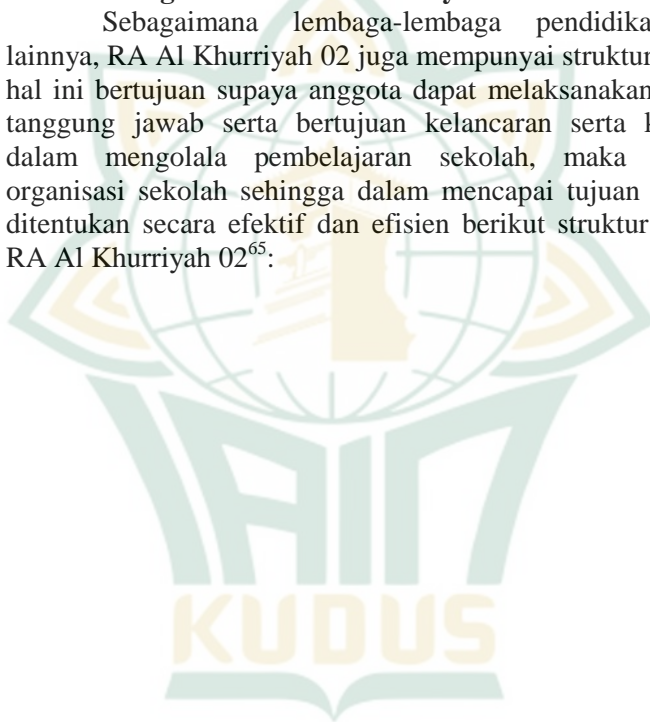 Sebagaimana lembaga-lembaga pendidika
lainnya, RA Al Khurriyah 02 juga mempunyai struktur
hal ini bertujuan supaya anggota dapat melaksanakan
tanggung jawab serta bertujuan kelancaran serta k
dalam mengolala pembelajaran sekolah, maka
organisasi sekolah sehingga dalam mencapai tujuan
ditentukan secara efektif dan efisien berikut struktur
RA Al Khurriyah 02⁶⁵:
IAIN
KUDUS